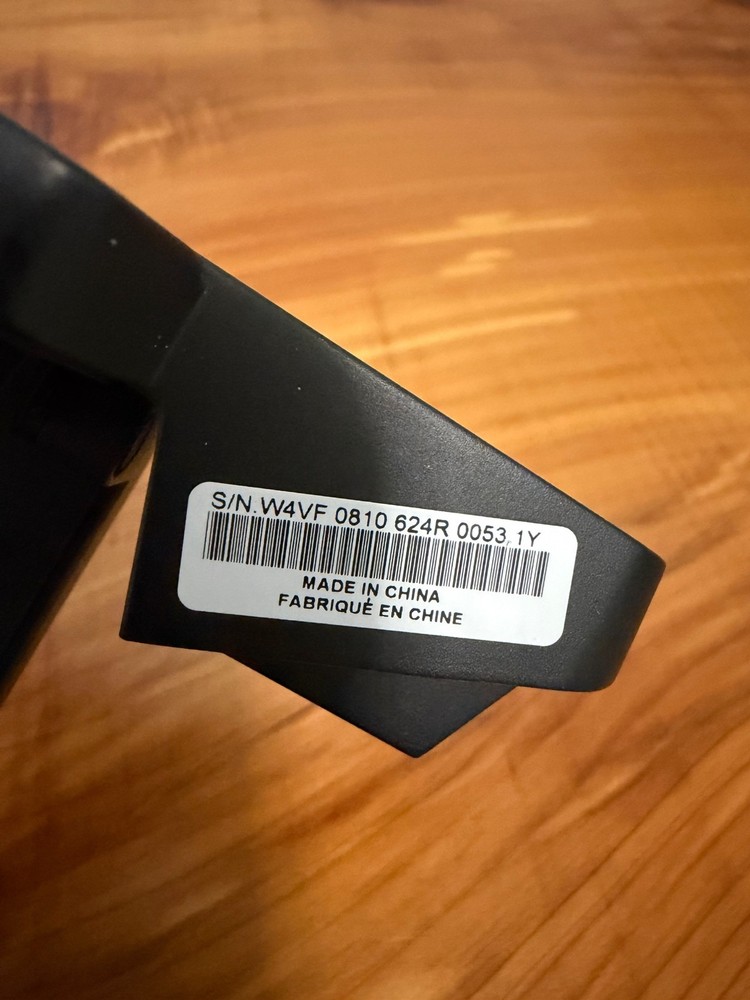 S/N.W4VF 0810 624R 0053,1Y
MADE IN CHINA
FABRIQUÉ EN CHINE